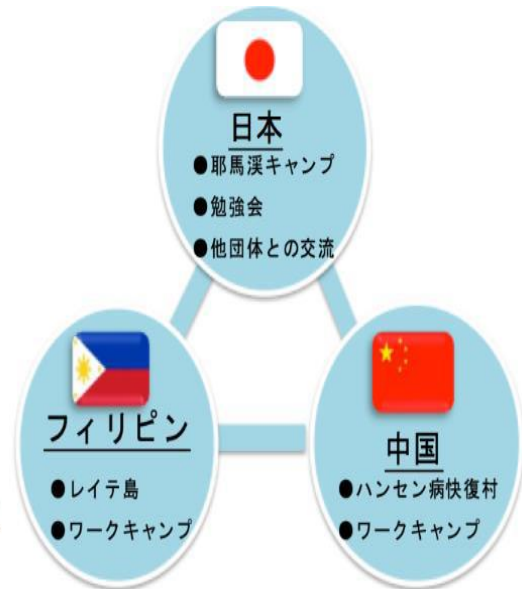 日本
●耶馬渓キャンプ
●勉強会
●他団体との交流
フィリピン
●レイテ島
●ワークキャンプ
中国
●ハンセン病快復村
●ワークキャンプ